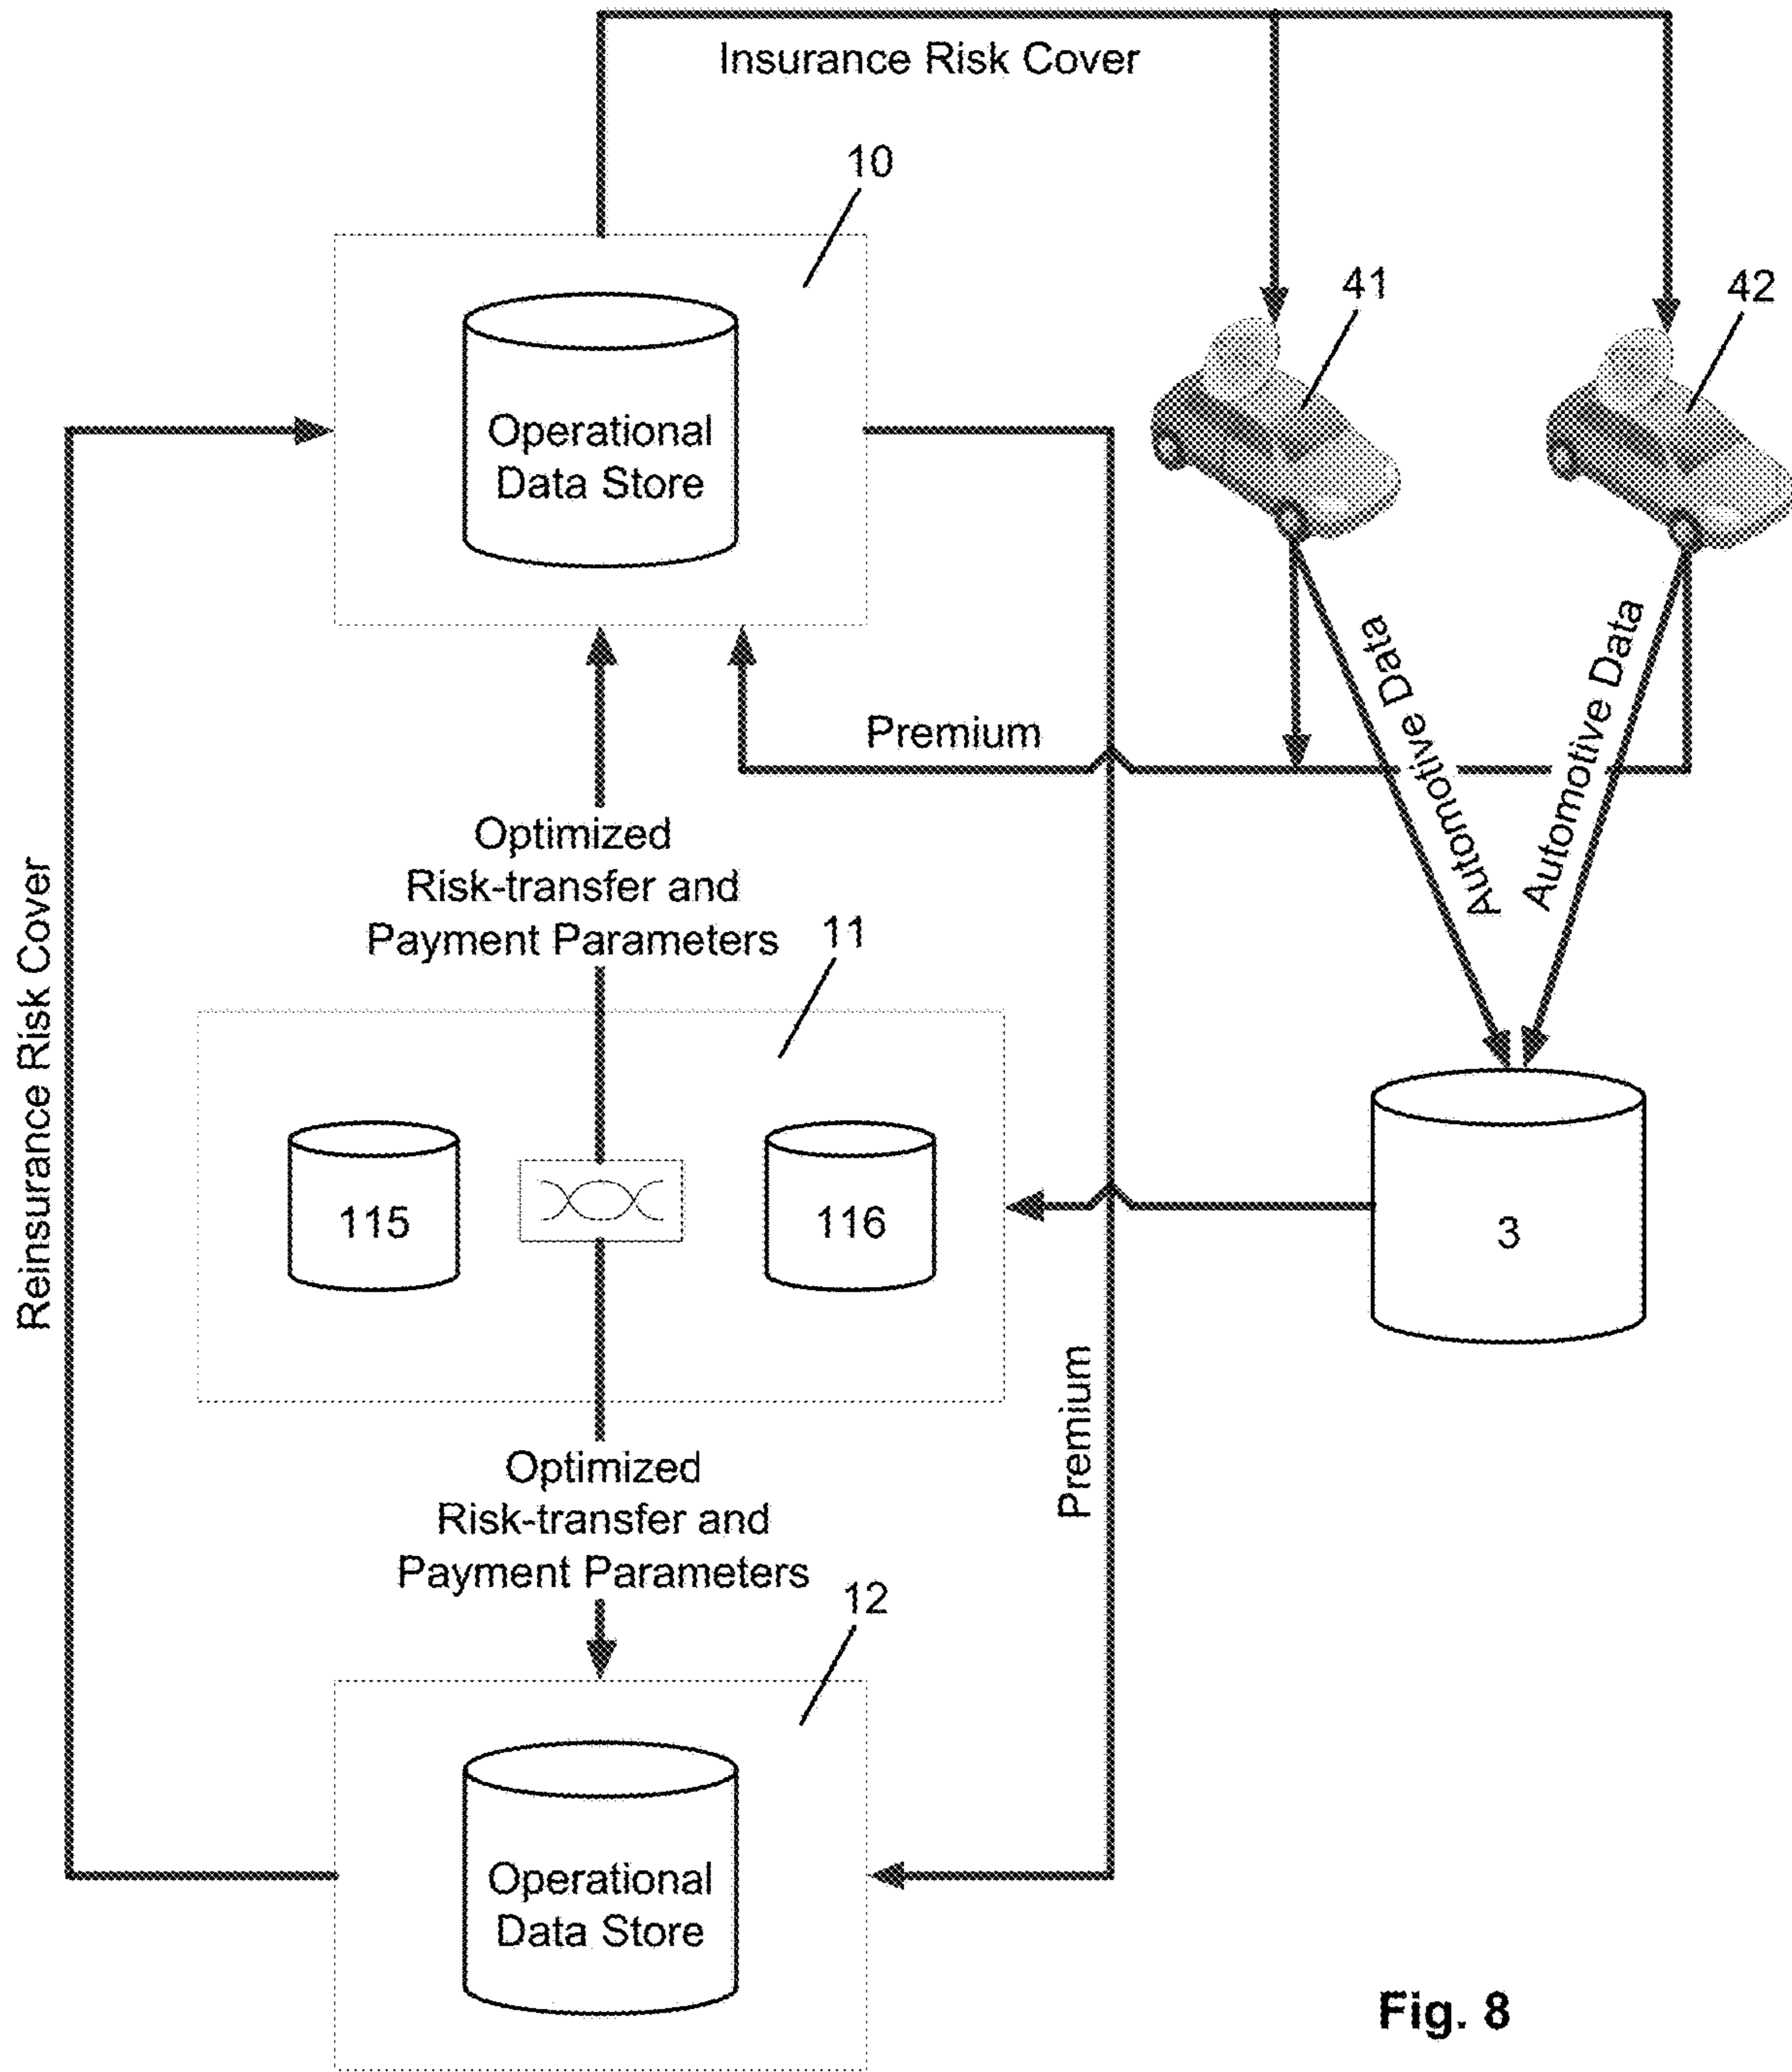 Insurance Risk Cover
10
41
42
Operational
Data Store
Premium
Automotive Data
Automotive Data
Optimized
Risk-transfer and
Payment Parameters
11
Reinsurance Risk Cover
115
116
3
Premium
Optimized
Risk-transfer and
Payment Parameters
12
Operational
Data Store
Fig. 8